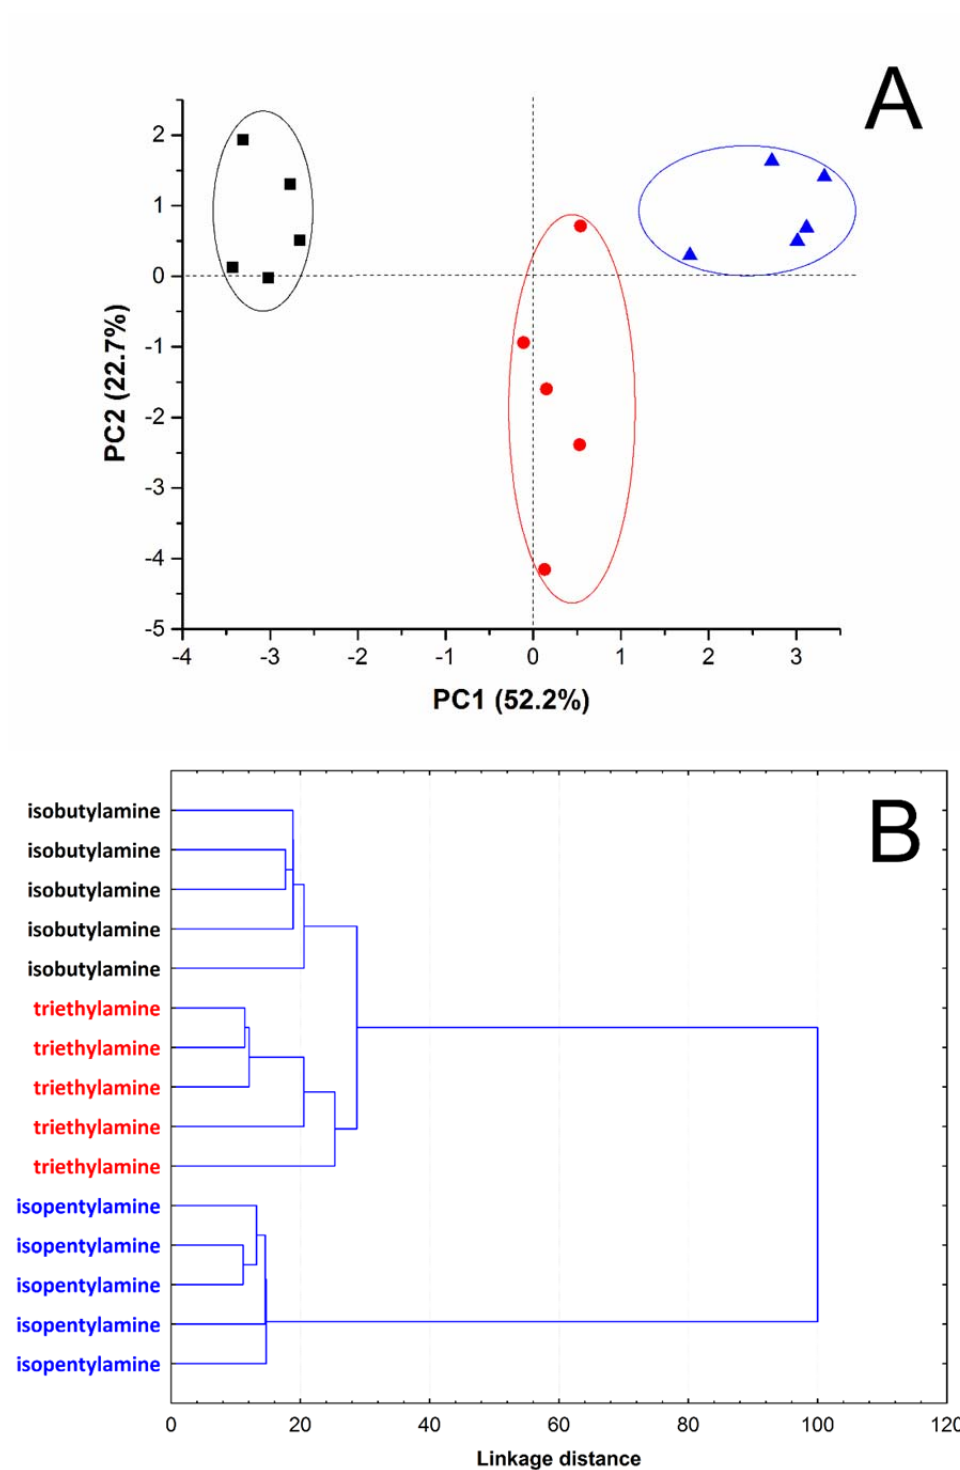 A
2
1
0
-1
-2
-3
-4
-5
PC2 (22.7%)
-4 -3 -2 -1 0 1 2 3
PC1 (52.2%)
B
isobutylamine
isobutylamine
isobutylamine
isobutylamine
isobutylamine
triethylamine
triethylamine
triethylamine
triethylamine
triethylamine
isopentylamine
isopentylamine
isopentylamine
isopentylamine
isopentylamine
0 20 40 60 80 100 120
Linkage distance